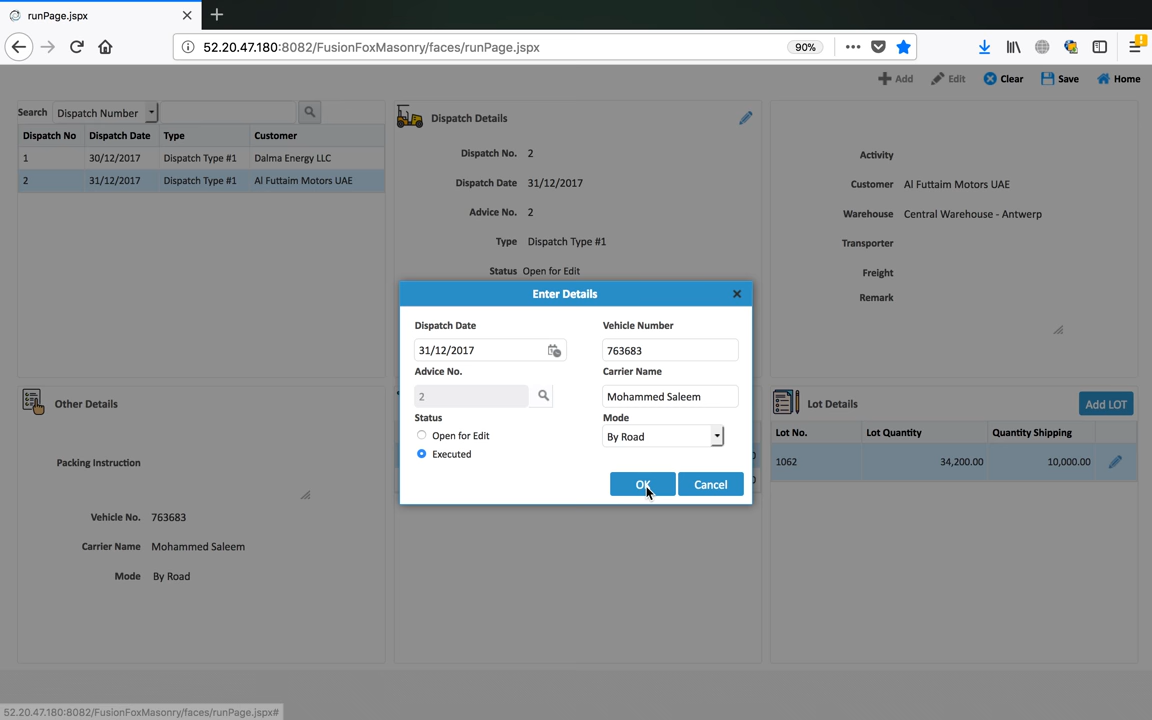 runPage.jspx
52.20.47.180:8082/FusionFoxMasonry/faces/runPage.jspx
90%
Add
Edit
Clear
Save
Home
Search
Dispatch Number
Dispatch No
Dispatch Date
Type
Customer
1
30/12/2017
Dispatch Type #1
Dalma Energy LLC
2
31/12/2017
Dispatch Type #1
Al Futtaim Motors UAE
Dispatch Details
Dispatch No. 2
Dispatch Date 31/12/2017
Advice No. 2
Type Dispatch Type #1
Status Open for Edit
Activity
Customer Al Futtaim Motors UAE
Warehouse Central Warehouse - Antwerp
Transporter
Freight
Remark
Enter Details
Dispatch Date
31/12/2017
Vehicle Number
763683
Advice No.
2
Carrier Name
Mohammed Saleem
Status
Open for Edit
Executed
Mode
By Road
OK
Cancel
Other Details
Packing Instruction
Vehicle No. 763683
Carrier Name Mohammed Saleem
Mode By Road
Lot Details
Add LOT
Lot No.
Lot Quantity
Quantity Shipping
1062
34,200.00
10,000.00
52.20.47.180:8082/FusionFoxMasonry/faces/runPage.jspx#